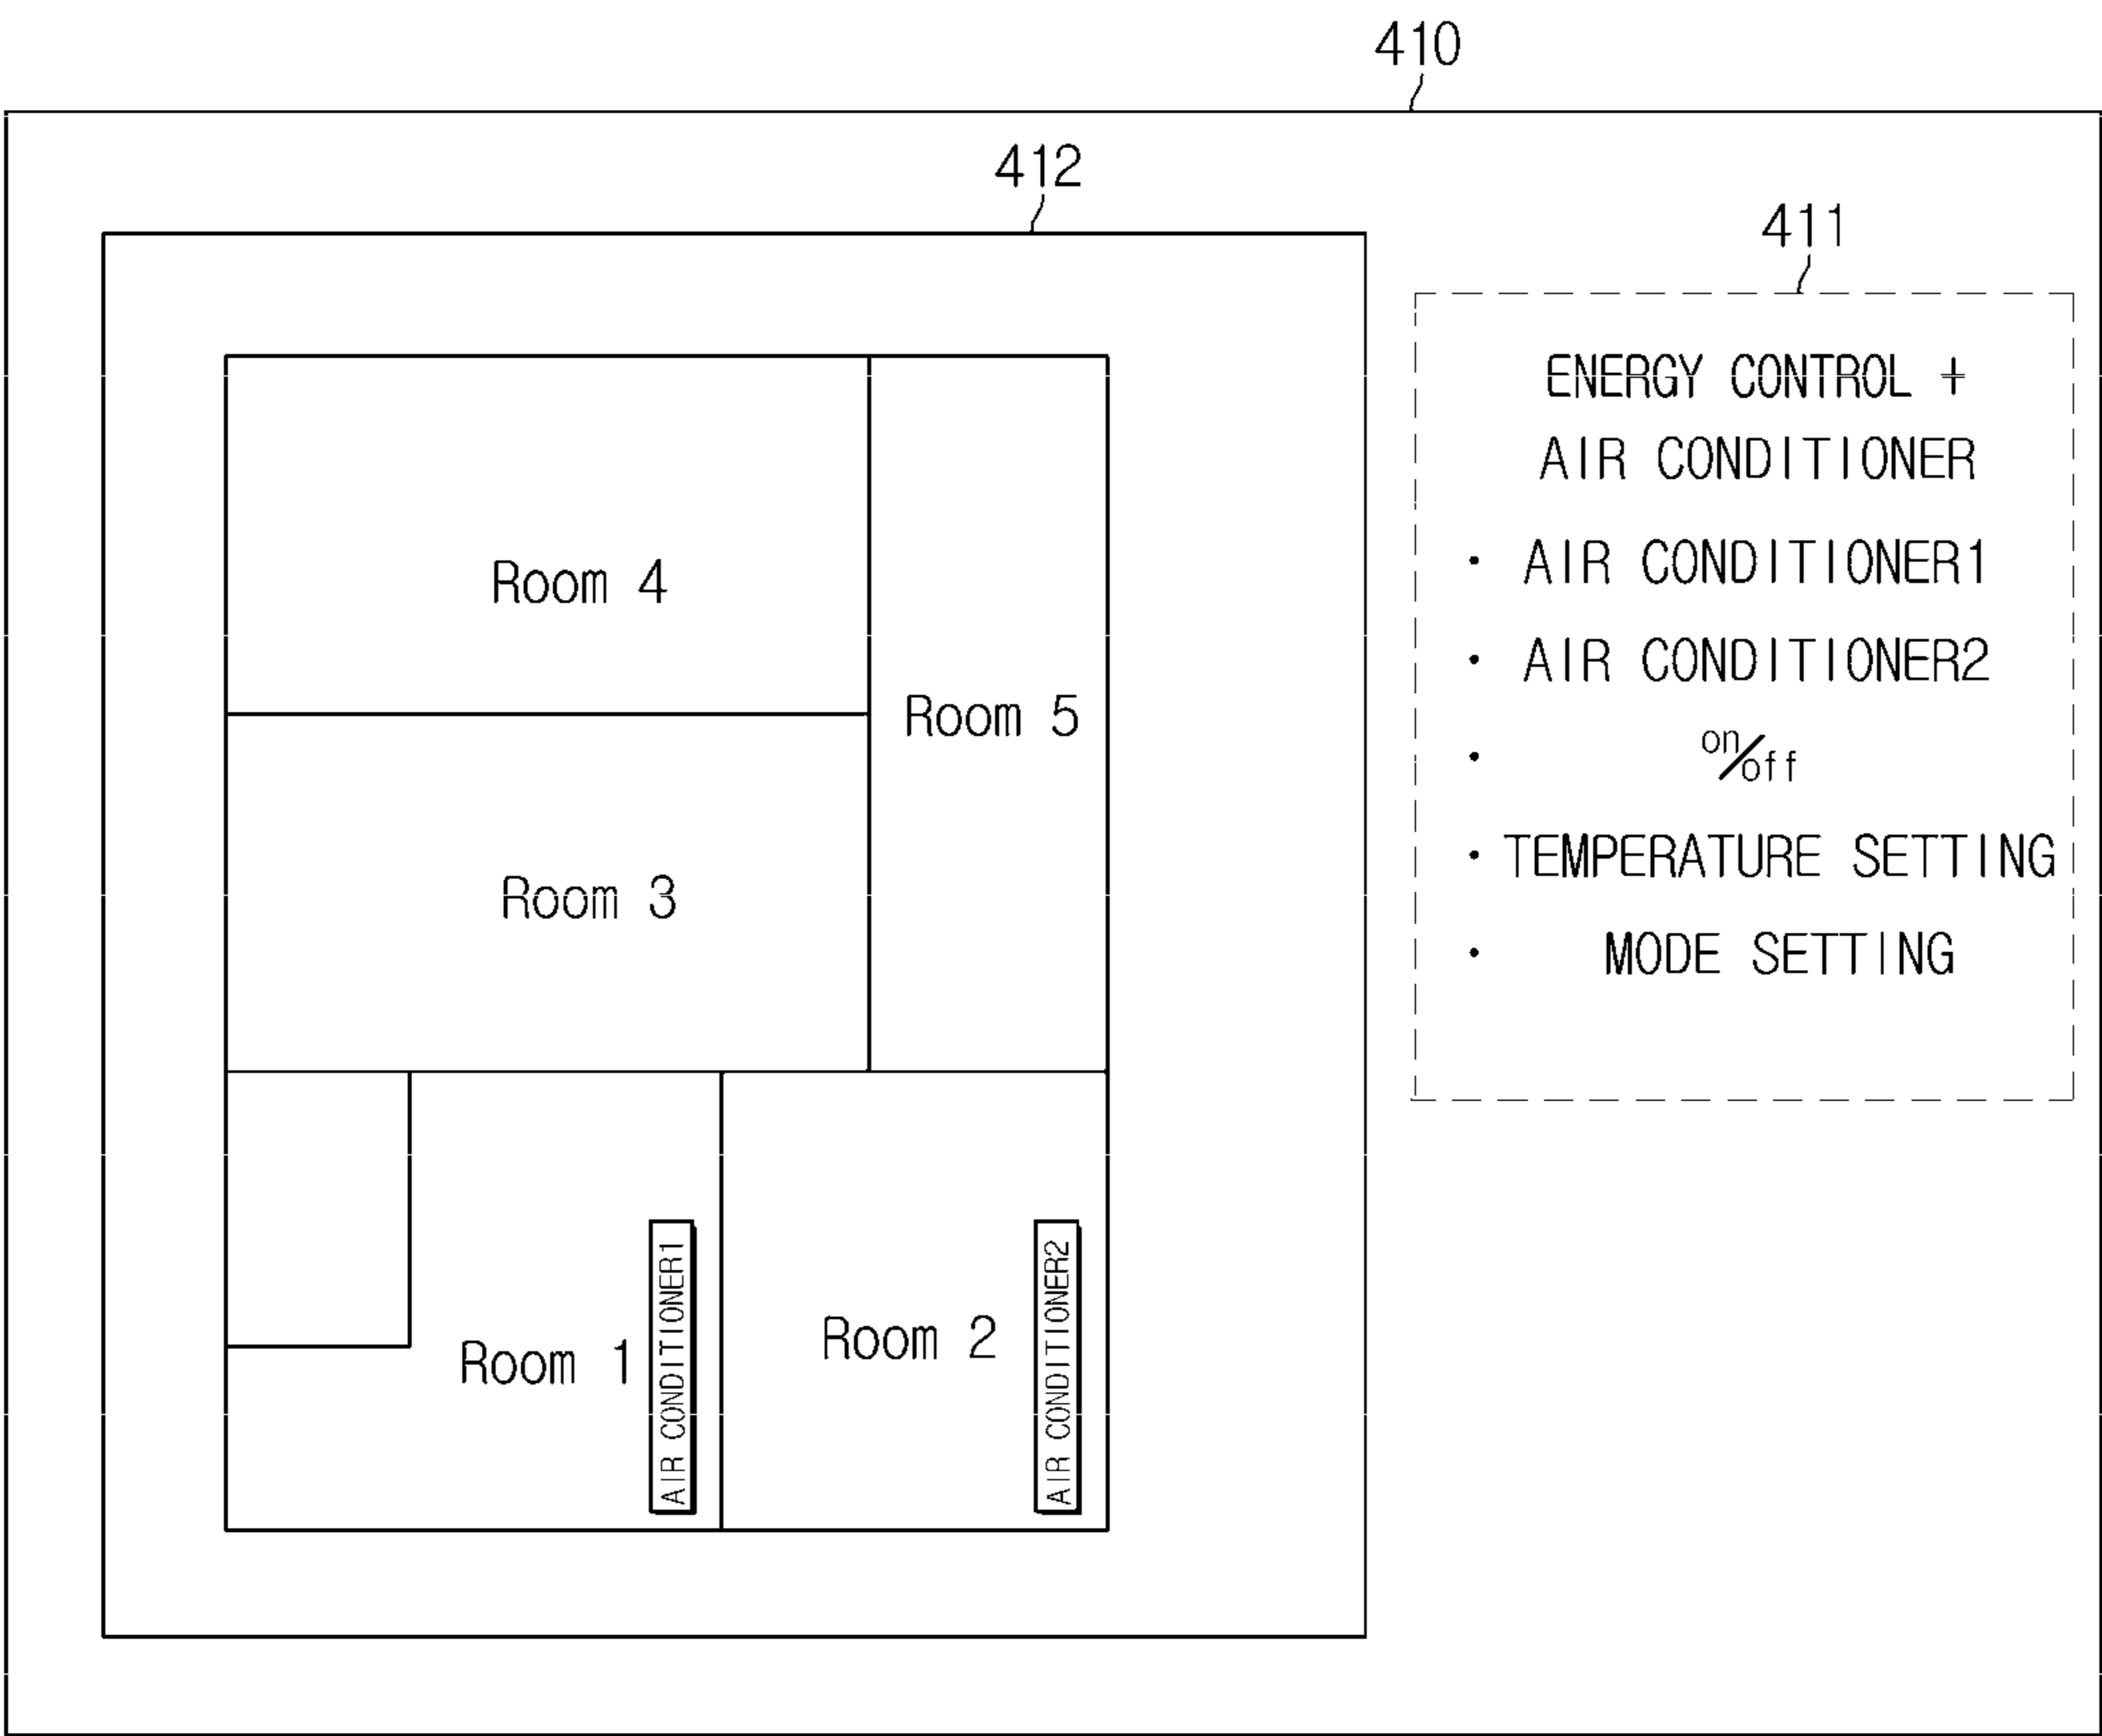 410
412
411
ENERGY CONTROL +
AIR CONDITIONER
· AIR CONDITIONER1
· AIR CONDITIONER2
· on/off
· TEMPERATURE SETTING
· MODE SETTING
Room 4
Room 5
Room 3
Room 1
AIR CONDITIONER1
Room 2
AIR CONDITIONER2